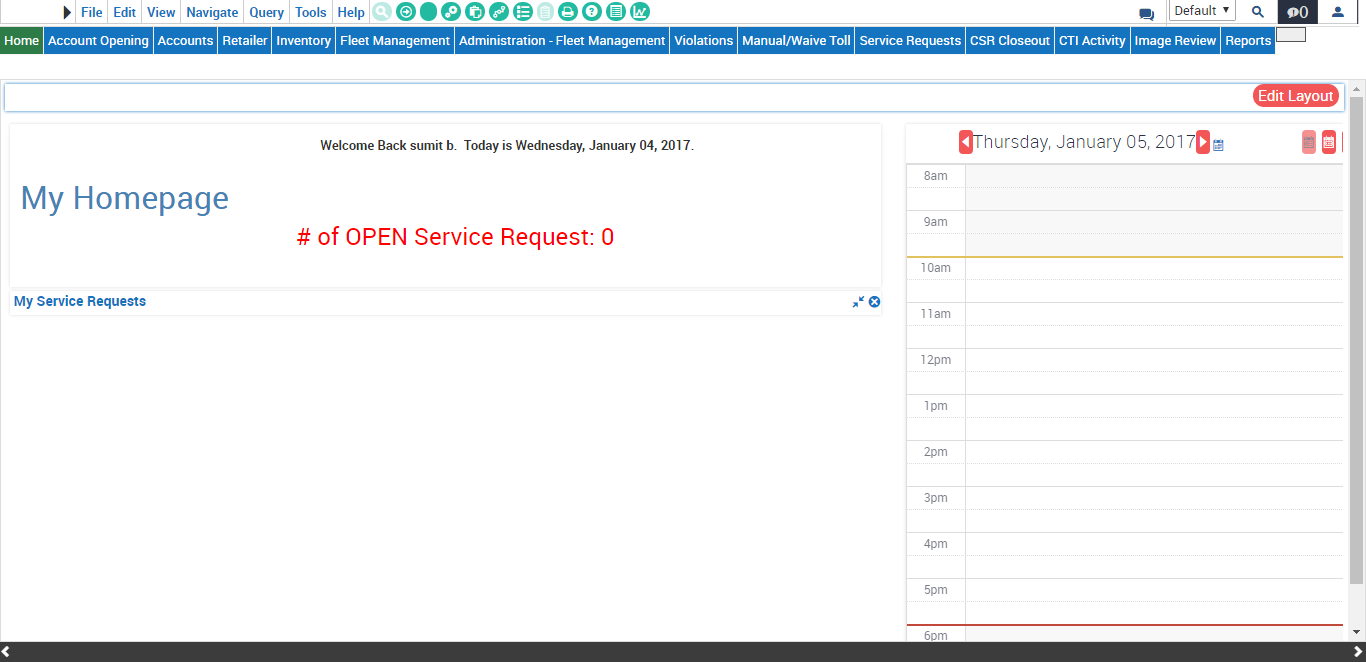 File Edit View Navigate Query Tools Help Default 0
Home Account Opening Accounts Retailer Inventory Fleet Management Administration - Fleet Management Violations Manual/Waive Toll Service Requests CSR Closeout CTI Activity Image Review Reports
Edit Layout
Welcome Back sumit b.  Today is Wednesday, January 04, 2017.
My Homepage
# of OPEN Service Request: 0
My Service Requests
Thursday, January 05, 2017
8am
9am
10am
11am
12pm
1pm
2pm
3pm
4pm
5pm
6pm